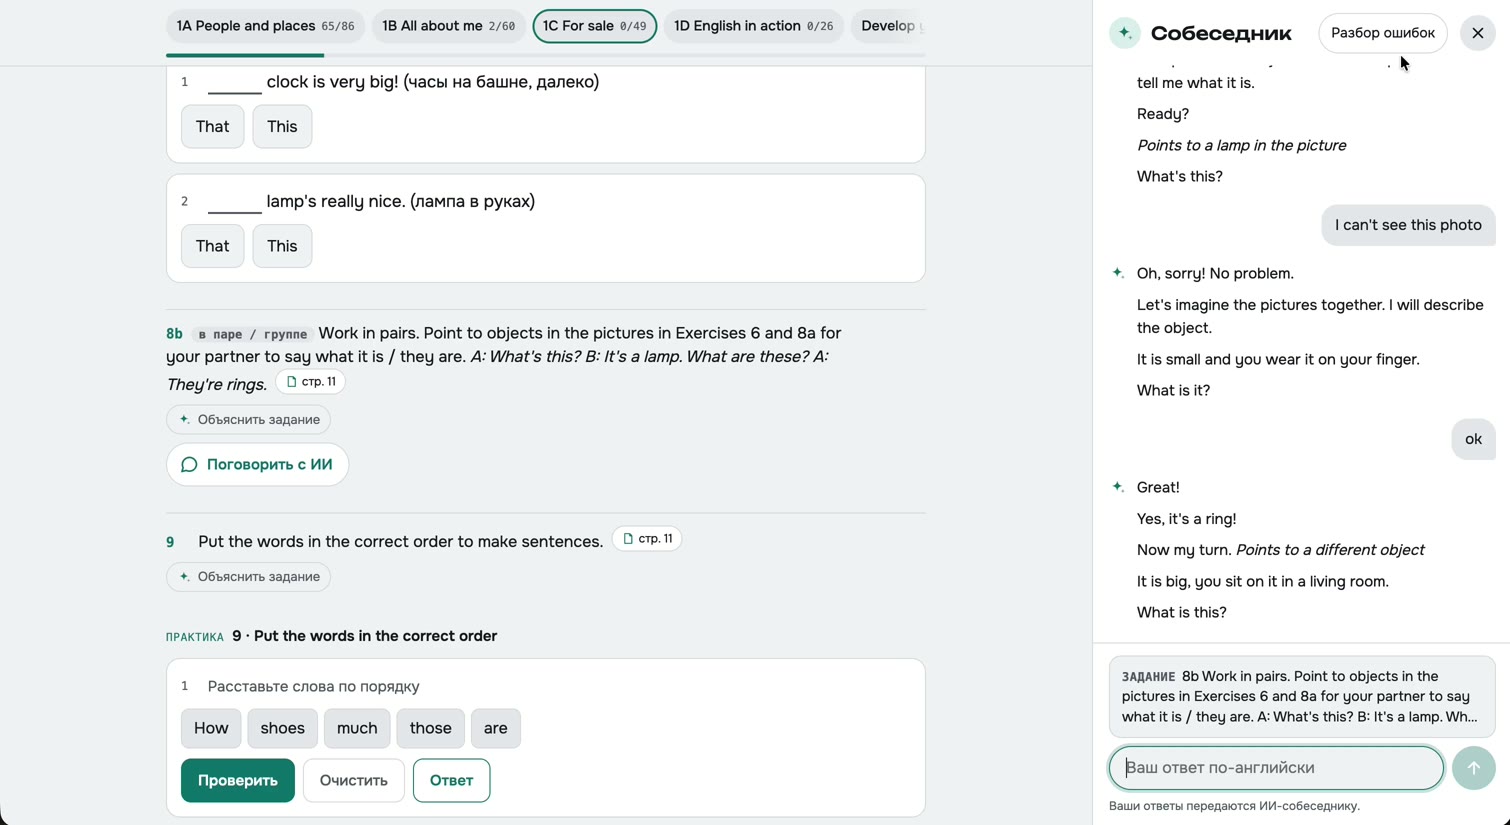 1A People and places 65/86
1B All about me 2/60
1C For sale 0/49
1D English in action 0/26
Develop
1 ______ clock is very big! (часы на башне, далеко)
That
This
2 ______ lamp's really nice. (лампа в руках)
That
This
8b в паре / группе Work in pairs. Point to objects in the pictures in Exercises 6 and 8a for
your partner to say what it is / they are. A: What's this? B: It's a lamp. What are these? A:
They're rings. стр. 11
Объяснить задание
Поговорить с ИИ
9 Put the words in the correct order to make sentences. стр. 11
Объяснить задание
ПРАКТИКА 9 · Put the words in the correct order
1 Расставьте слова по порядку
How
shoes
much
those
are
Проверить
Очистить
Ответ
Собеседник
Разбор ошибок
tell me what it is.
Ready?
Points to a lamp in the picture
What's this?
I can't see this photo
Oh, sorry! No problem.
Let's imagine the pictures together. I will describe
the object.
It is small and you wear it on your finger.
What is it?
ok
Great!
Yes, it's a ring!
Now my turn. Points to a different object
It is big, you sit on it in a living room.
What is this?
ЗАДАНИЕ 8b Work in pairs. Point to objects in the
pictures in Exercises 6 and 8a for your partner to say
what it is / they are. A: What's this? B: It's a lamp. Wh...
Ваш ответ по-английски
Ваши ответы передаются ИИ-собеседнику.